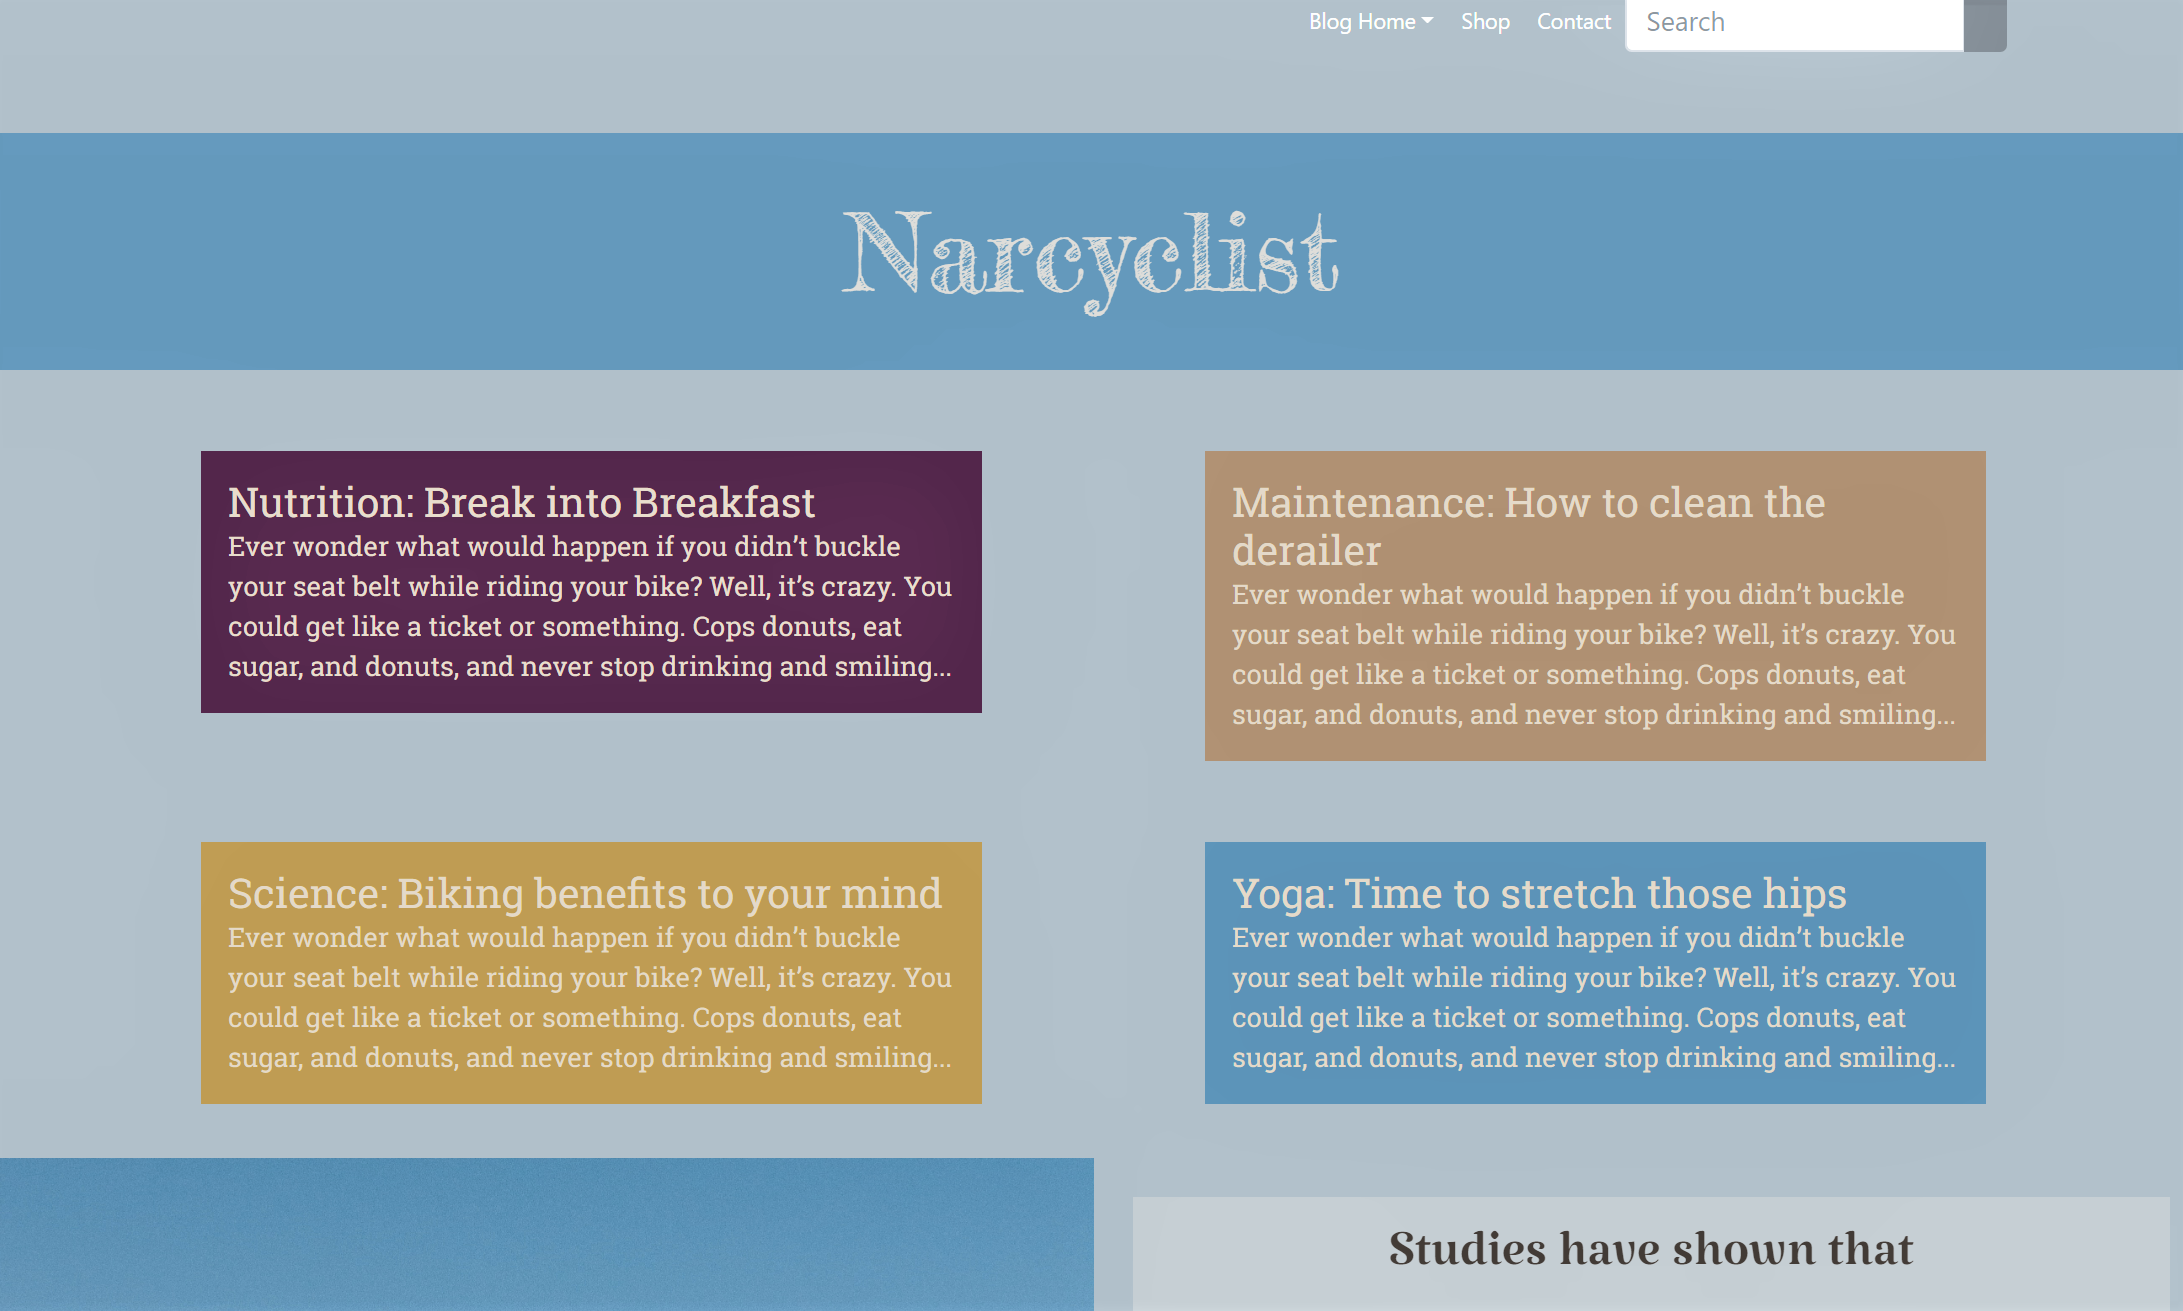 Blog Home Shop Contact Search
Narcyclist
Nutrition: Break into Breakfast
Ever wonder what would happen if you didn’t buckle
your seat belt while riding your bike? Well, it’s crazy. You
could get like a ticket or something. Cops donuts, eat
sugar, and donuts, and never stop drinking and smiling...
Maintenance: How to clean the
derailer
Ever wonder what would happen if you didn’t buckle
your seat belt while riding your bike? Well, it’s crazy. You
could get like a ticket or something. Cops donuts, eat
sugar, and donuts, and never stop drinking and smiling...
Science: Biking benefits to your mind
Ever wonder what would happen if you didn’t buckle
your seat belt while riding your bike? Well, it’s crazy. You
could get like a ticket or something. Cops donuts, eat
sugar, and donuts, and never stop drinking and smiling...
Yoga: Time to stretch those hips
Ever wonder what would happen if you didn’t buckle
your seat belt while riding your bike? Well, it’s crazy. You
could get like a ticket or something. Cops donuts, eat
sugar, and donuts, and never stop drinking and smiling...
Studies have shown that